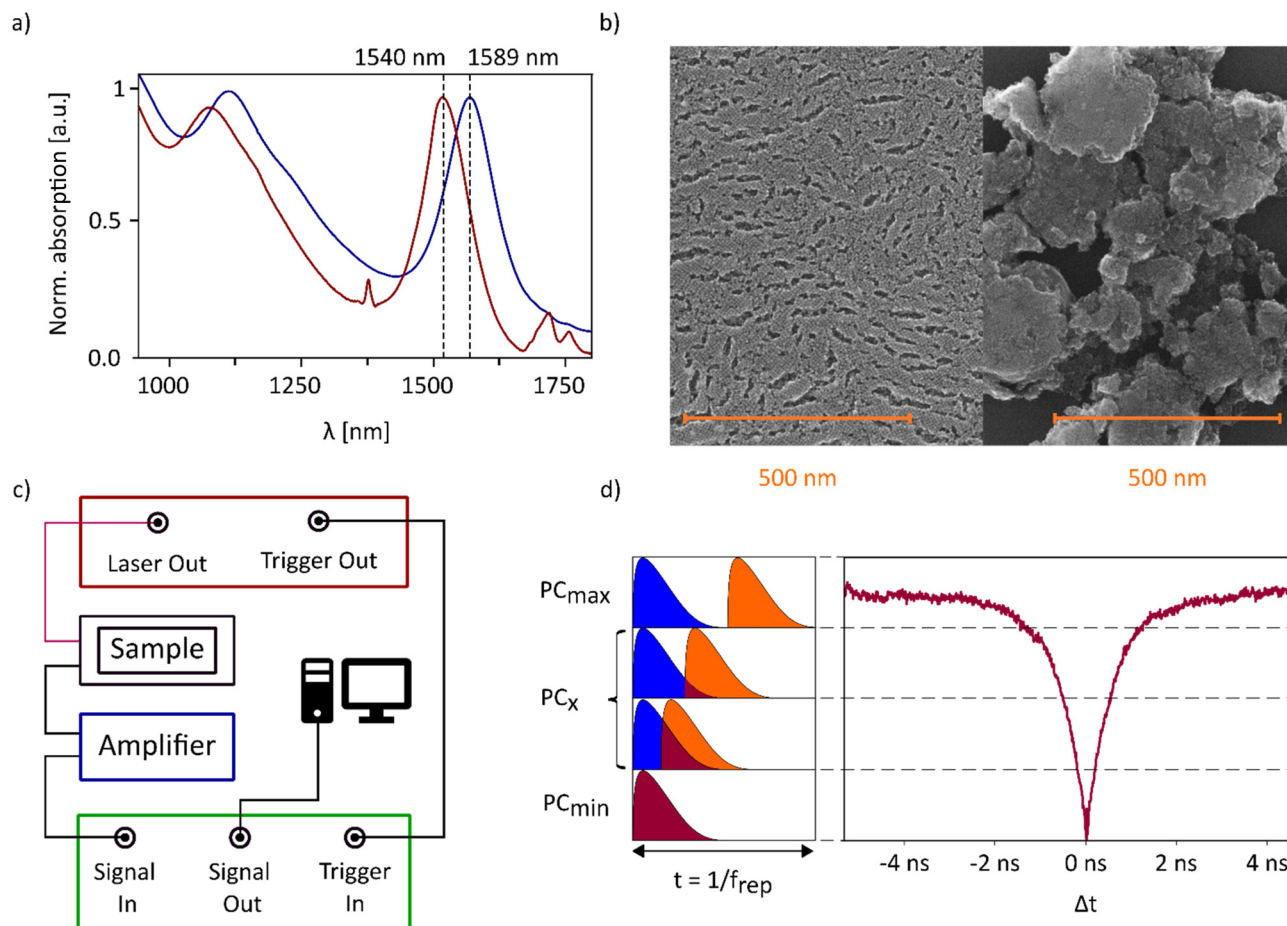 a)
1540 nm 1589 nm
Norm. absorption [a.u.]
1
0.5
0.0
1000 1250 1500 1750
λ [nm]
b)
500 nm 500 nm
c)
Laser Out Trigger Out
Sample
Amplifier
Signal In
Signal Out
Trigger In
d)
PCmax
PCx
PCmin
t = 1/frep
-4 ns -2 ns 0 ns 2 ns 4 ns
Δt